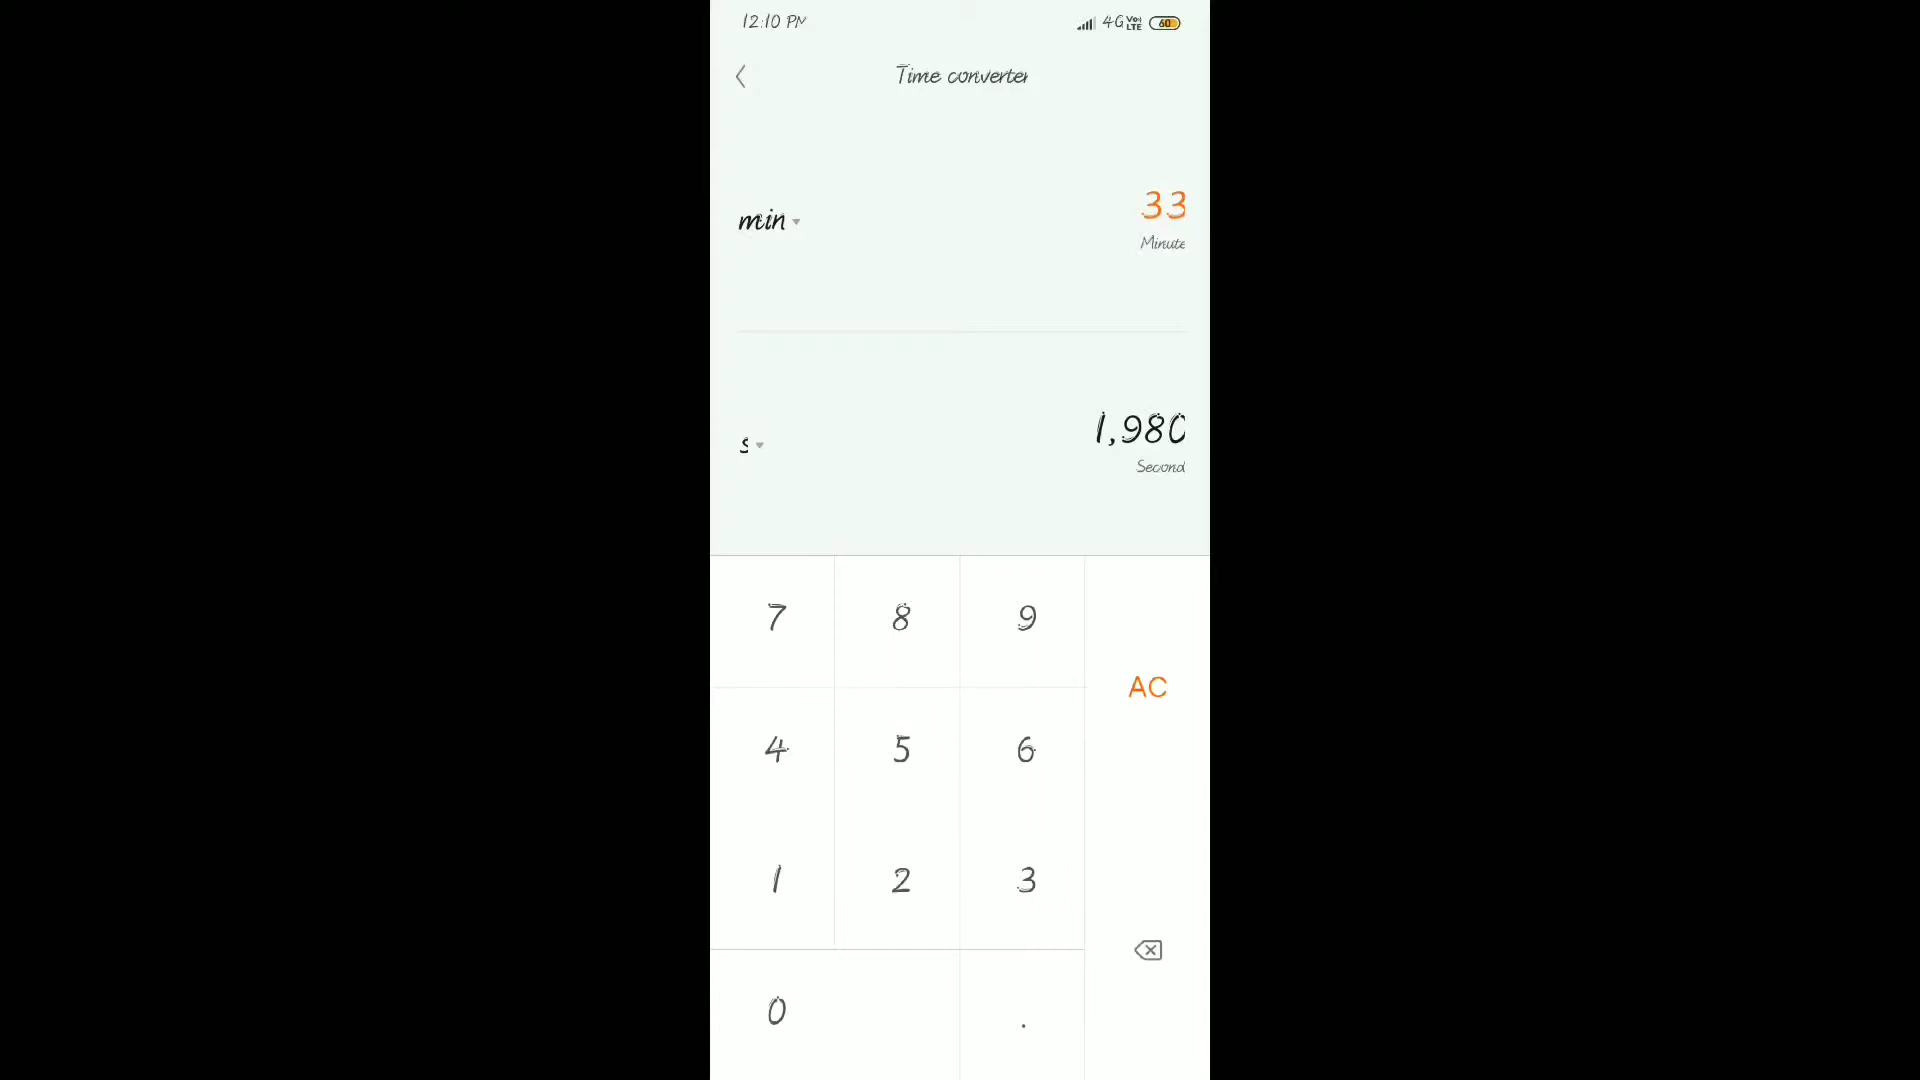 12:10 PM 4G VoLTE 60
Time converter
33
min
Minute
1,980
s
Second
7 8 9
AC
4 5 6
1 2 3
0 .